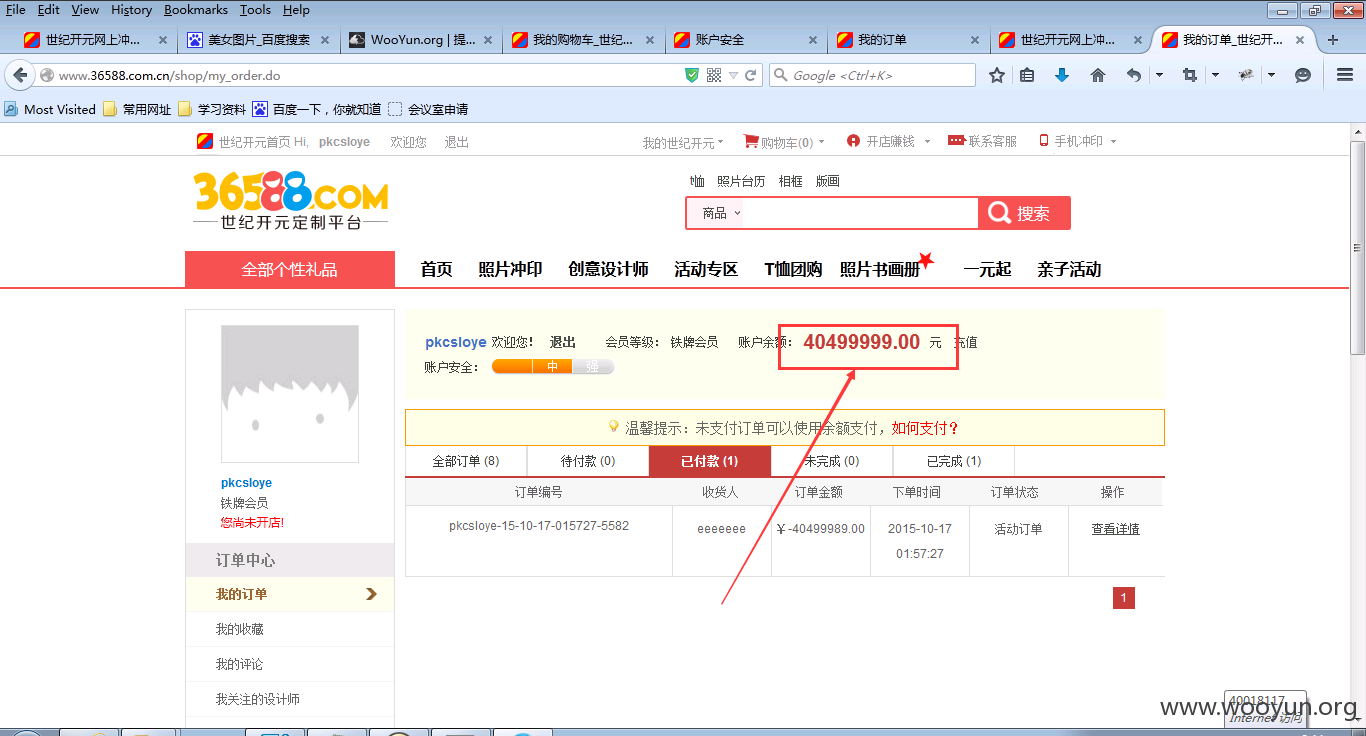 File Edit View History Bookmarks Tools Help
世纪开元网上冲...
美女图片_百度搜索
WooYun.org | 提...
我的购物车_世纪...
账户安全
我的订单
世纪开元网上冲...
我的订单_世纪开...
www.36588.com.cn/shop/my_order.do
Google <Ctrl+K>
Most Visited 常用网址 学习资料 百度一下，你就知道 会议室申请
世纪开元首页 Hi, pkcsloye 欢迎您 退出 我的世纪开元 购物车(0) 开店赚钱 联系客服 手机冲印
36588.COM
世纪开元定制平台
t恤 照片台历 相框 版画
商品 搜索
全部个性礼品 首页 照片冲印 创意设计师 活动专区 T恤团购 照片书画册 一元起 亲子活动
pkcsloye 欢迎您! 退出 会员等级: 铁牌会员 账户余额: 40499999.00 元 充值
账户安全: 中 强
温馨提示：未支付订单可以使用余额支付，如何支付?
全部订单 (8) 待付款 (0) 已付款 (1) 未完成 (0) 已完成 (1)
订单编号 收货人 订单金额 下单时间 订单状态 操作
pkcsloye-15-10-17-015727-5582 eeeeeee ￥-40499989.00 2015-10-17 活动订单 查看详情
01:57:27
1
pkcsloye
铁牌会员
您尚未开店!
订单中心
我的订单
我的收藏
我的评论
我关注的设计师
40018117
www.wooyun.org
Internet 访问